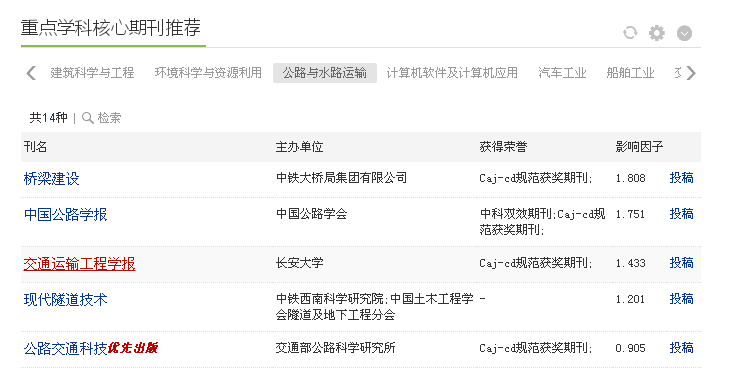 重点学科核心期刊推荐
建筑科学与工程 环境科学与资源利用 公路与水路运输 计算机软件及计算机应用 汽车工业 船舶工业
共14种 | 检索
刊名 主办单位 获得荣誉 影响因子
桥梁建设 中铁大桥局集团有限公司 Caj-cd规范获奖期刊; 1.808 投稿
中国公路学报 中国公路学会 中科双效期刊;Caj-cd规 1.751 投稿
范获奖期刊;
交通运输工程学报 长安大学 Caj-cd规范获奖期刊; 1.433 投稿
现代隧道技术 中铁西南科学研究院;中国土木工程学 - 1.201 投稿
会隧道及地下工程分会
公路交通科技优先出版 交通部公路科学研究所 Caj-cd规范获奖期刊; 0.905 投稿